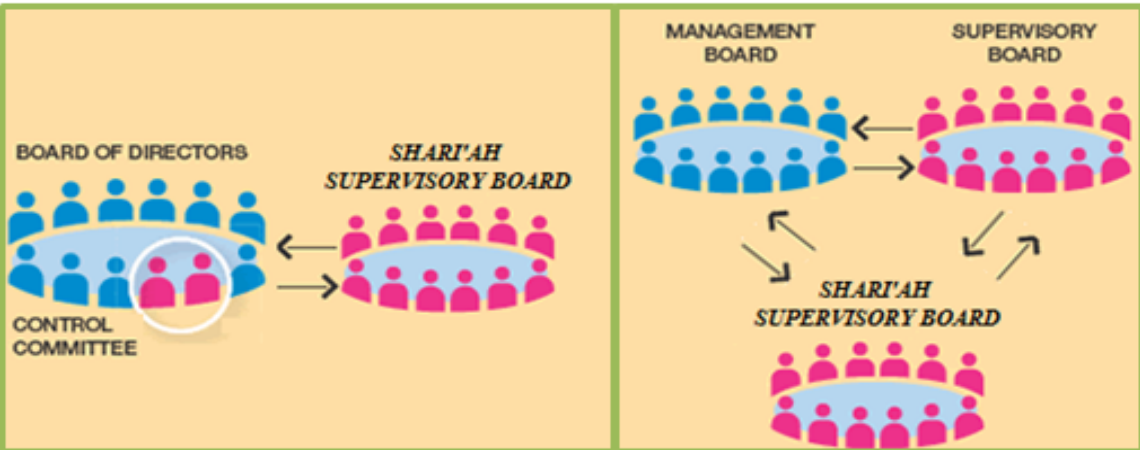 BOARD OF DIRECTORS
SHARI'AH
SUPERVISORY BOARD
CONTROL
COMMITTEE
MANAGEMENT
BOARD
SUPERVISORY
BOARD
SHARI'AH
SUPERVISORY BOARD